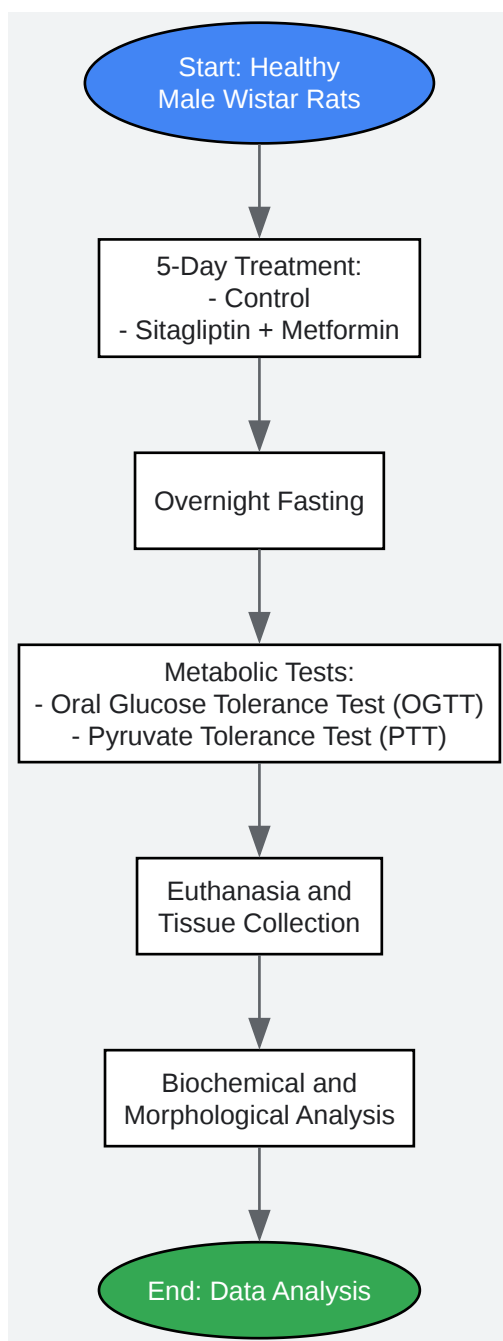 Start: Healthy
Male Wistar Rats
5-Day Treatment:
- Control
- Sitagliptin + Metformin
Overnight Fasting
Metabolic Tests:
- Oral Glucose Tolerance Test (OGTT)
- Pyruvate Tolerance Test (PTT)
Euthanasia and
Tissue Collection
Biochemical and
Morphological Analysis
End: Data Analysis